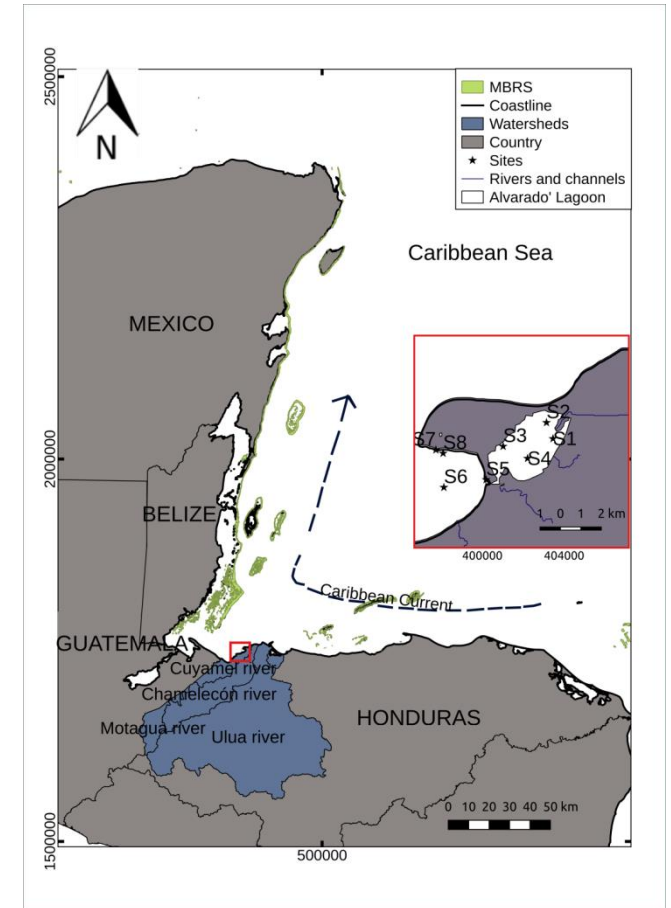 2500000
N
MBRS
Coastline
Watersheds
Country
Sites
Rivers and channels
Alvarado' Lagoon
Caribbean Sea
MEXICO
S2
S7
S8
S3
S1
S4
S6
S5
1 0 1 2 km
400000 404000
2000000
BELIZE
Caribbean Current
GUATEMALA
Cuyamel river
Chamelecón river
Motagua river
Ulua river
HONDURAS
0 10 20 30 40 50 km
1500000
500000